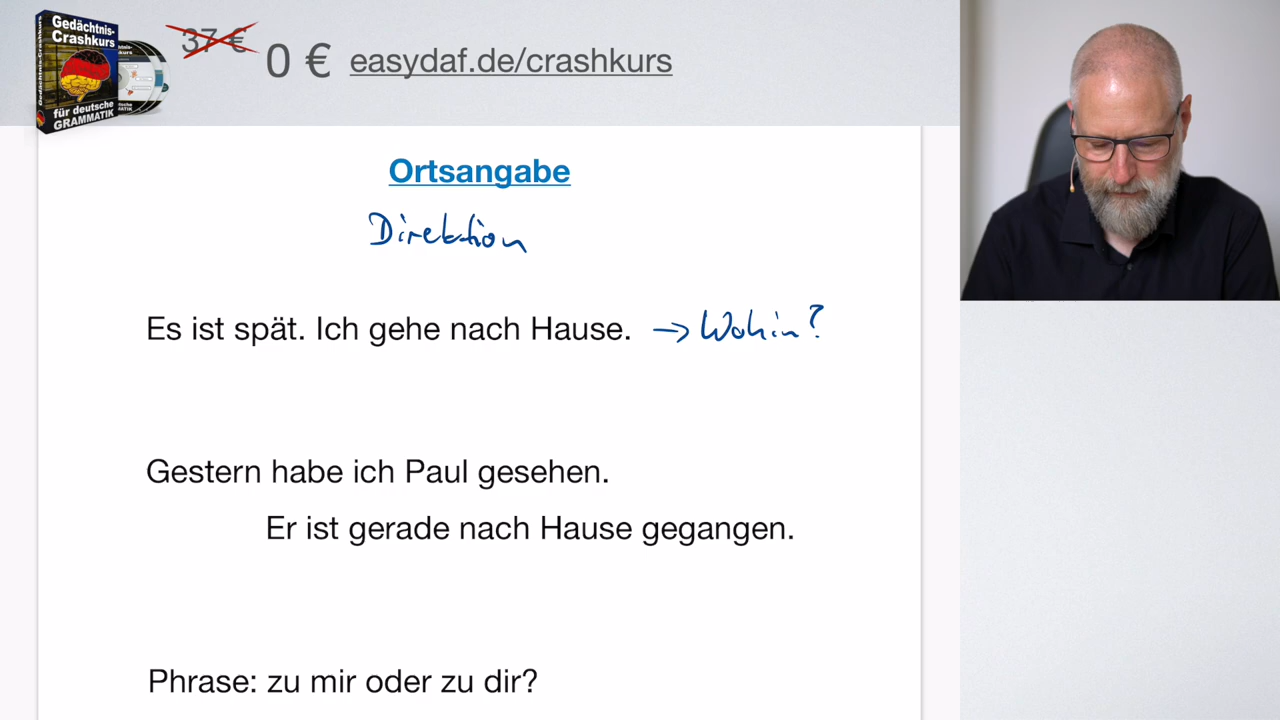 Gedächtnis-
Crashkurs
für deutsche
GRAMMATIK
37 €
0 € easydaf.de/crashkurs
Ortsangabe
Direktion
Es ist spät. Ich gehe nach Hause. → Wohin?
Gestern habe ich Paul gesehen.
Er ist gerade nach Hause gegangen.
Phrase: zu mir oder zu dir?